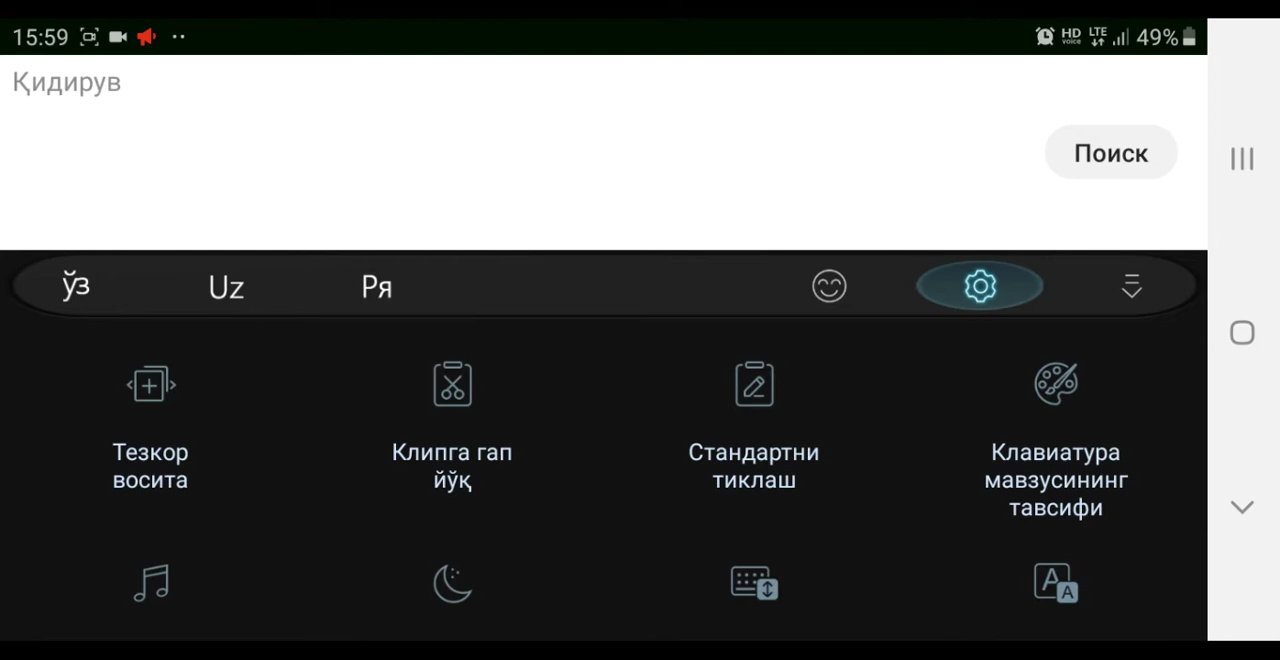 15:59 HD voice LTE 49%
Қидирув
Поиск
ўз Uz Ря
Тезкор восита
Клипга гап йўқ
Стандартни тиклаш
Клавиатура мавзусининг тавсифи
A A